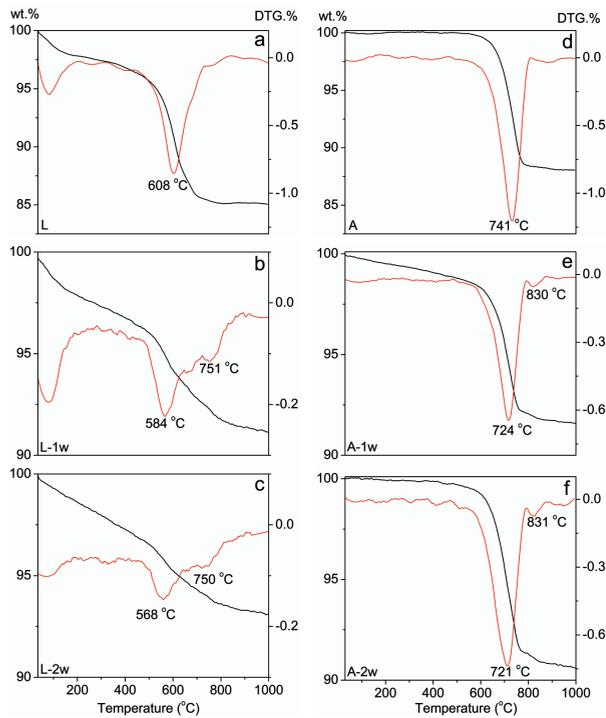 wt.% DTG.% wt.% DTG.%
100 a 100 d
0.0 0.0
95 95
-0.5 -0.5
90 90
608 °C
-1.0 -1.0
85 85
L A 741 °C
100 b 100 e
0.0 0.0
830 °C
-0.3
95 751 °C 95
-0.2 -0.6
584 °C 724 °C
90 L-1w 90 A-1w
100 c 100 f
0.0 0.0
831 °C
-0.3
95 750 °C 95
568 °C
-0.2 -0.6
90 L-2w 90 A-2w 721 °C
200 400 600 800 1000 0 200 400 600 800 1000
Temperature (°C) Temperature (°C)